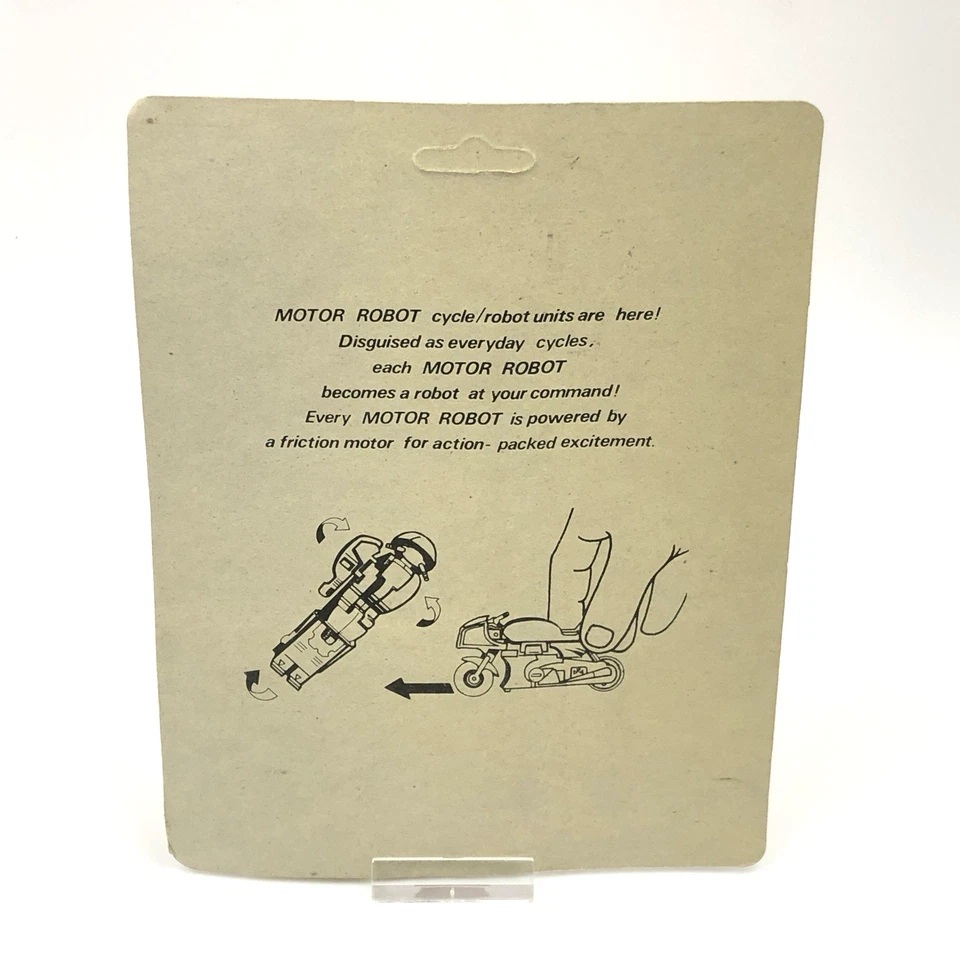 MOTOR ROBOT cycle/robot units are here!
Disguised as everyday cycles,
each MOTOR ROBOT
becomes a robot at your command!
Every MOTOR ROBOT is powered by
a friction motor for action- packed excitement.